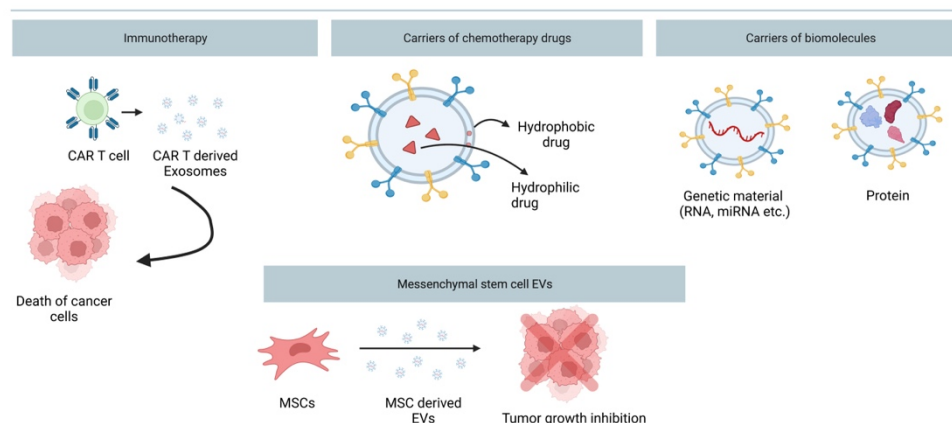 Immunotherapy
Carriers of chemotherapy drugs
Carriers of biomolecules
CAR T cell
CAR T derived
Exosomes
Death of cancer
cells
Hydrophobic
drug
Hydrophilic
drug
Genetic material
(RNA, miRNA etc.)
Protein
Messenchymal stem cell EVs
MSCs
MSC derived
EVs
Tumor growth inhibition